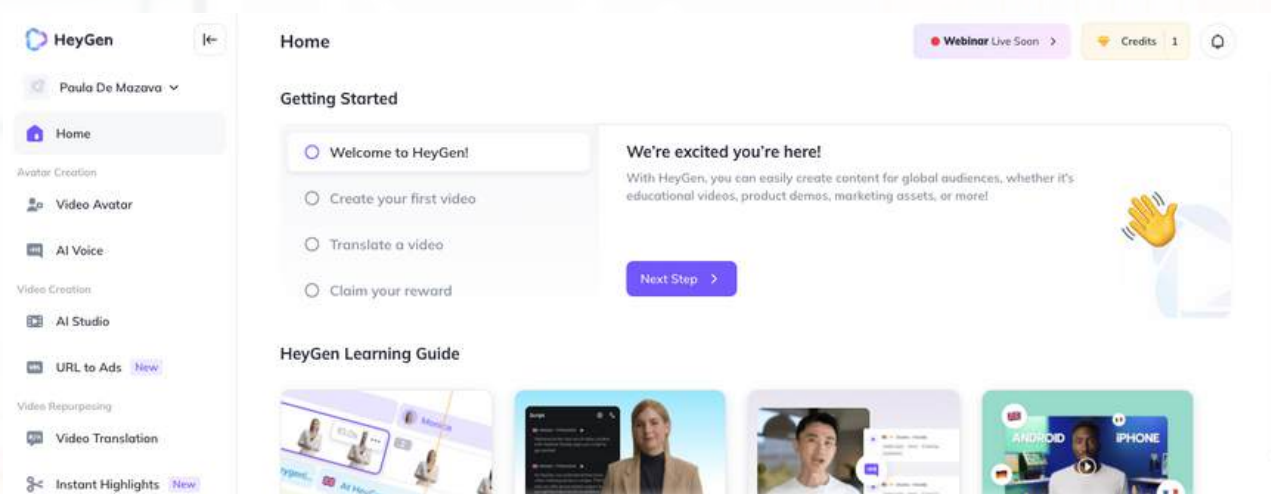 HeyGen
Paula De Mazava
Home
Avatar Creation
Video Avatar
AI Voice
Video Creation
AI Studio
URL to Ads New
Video Repurposing
Video Translation
Instant Highlights New
Home
Webinar Live Soon
Credits 1
Getting Started
Welcome to HeyGen!
Create your first video
Translate a video
Claim your reward
We're excited you're here!
With HeyGen, you can easily create content for global audiences, whether it's
educational videos, product demos, marketing assets, or more!
Next Step
HeyGen Learning Guide
Monica
Script
ANDROID
iPHONE